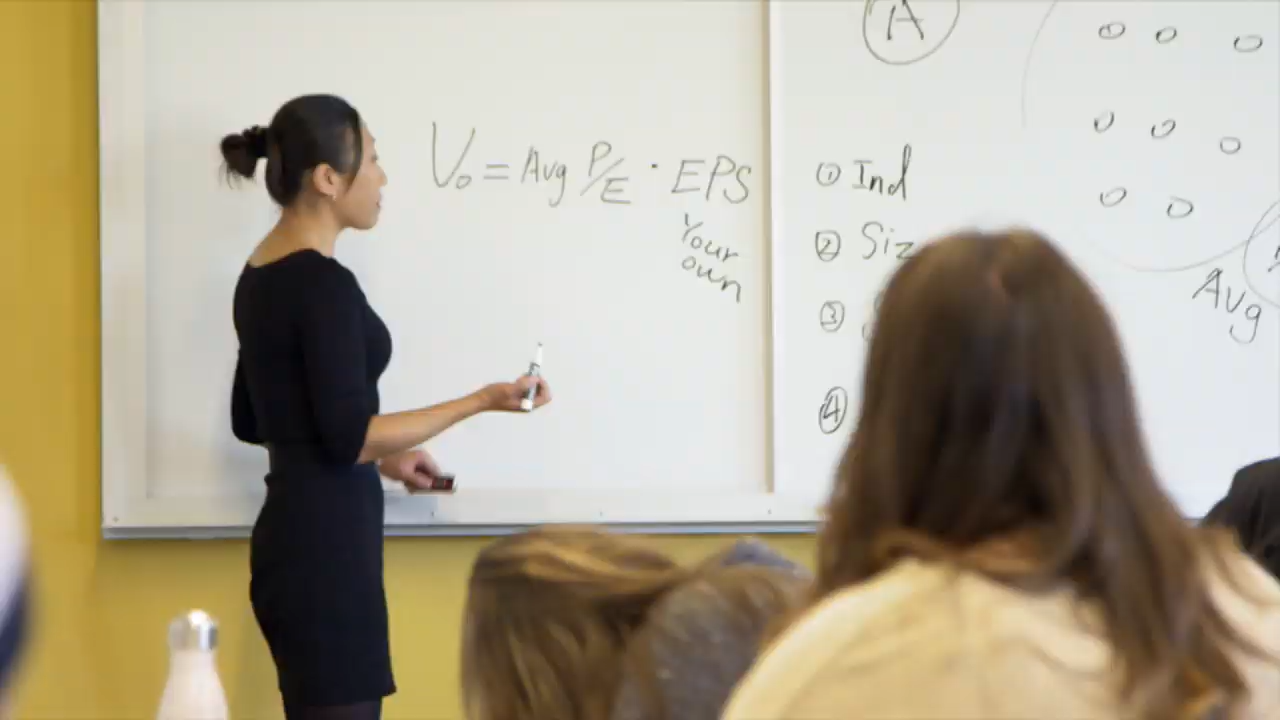 V₀ = Avg P/E · EPS
Your
own
A
① Ind
② Siz
③
④
Avg